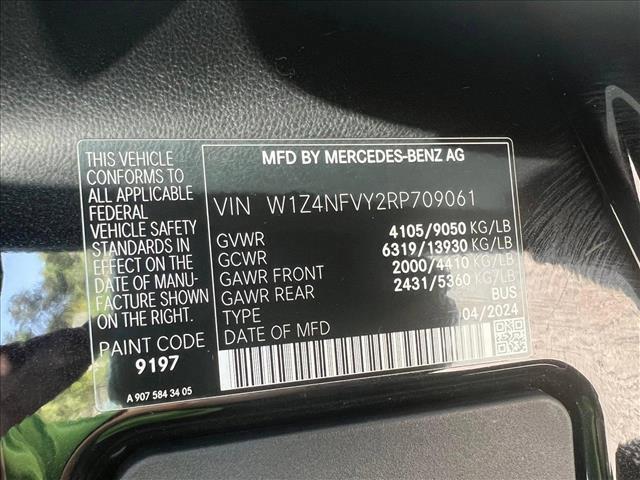 THIS VEHICLE
CONFORMS TO
ALL APPLICABLE
FEDERAL
VEHICLE SAFETY
STANDARDS IN
EFFECT ON THE
DATE OF MANU-
FACTURE SHOWN
ON THE RIGHT.
PAINT CODE
9197
A 907 584 34 05
MFD BY MERCEDES-BENZ AG
VIN W1Z4NFVY2RP709061
GVWR 4105/9050 KG/LB
GCWR 6319/13930 KG/LB
GAWR FRONT 2000/4410 KG/LB
GAWR REAR 2431/5360 KG/LB
TYPE BUS
DATE OF MFD 04/2024